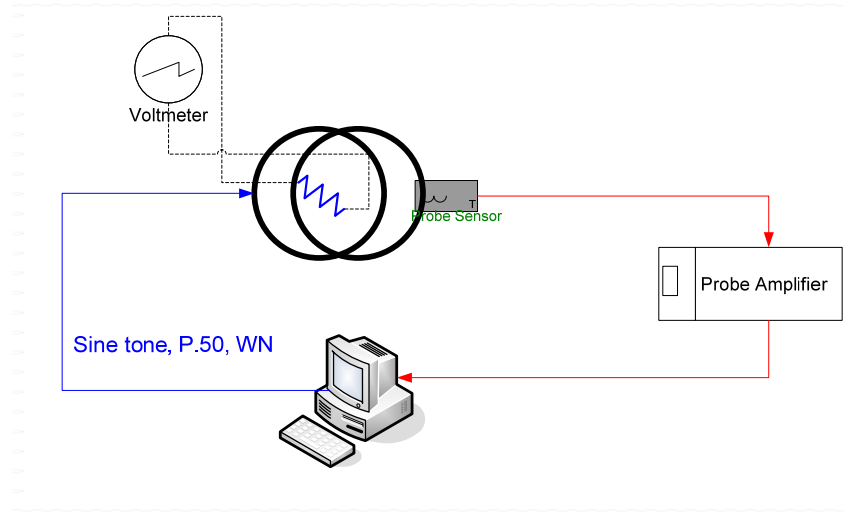 Voltmeter
T
Probe Sensor
Probe Amplifier
Sine tone, P.50, WN